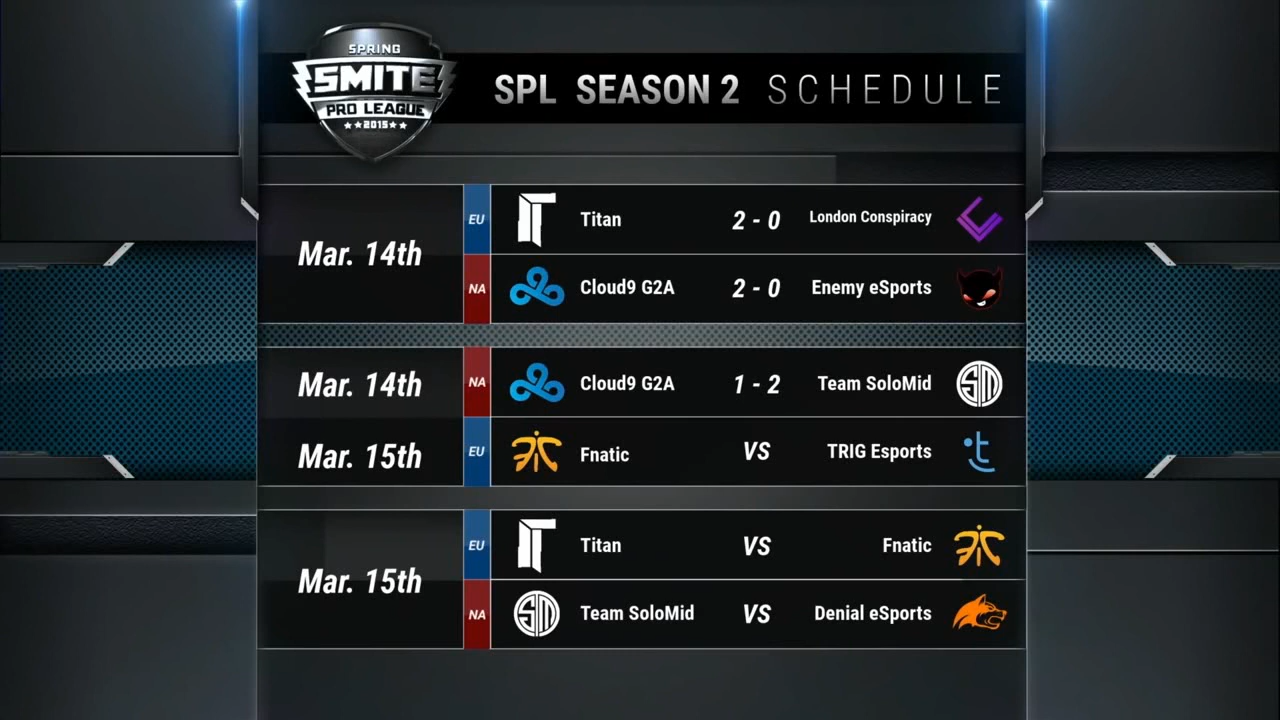 SPRING
SMITE
PRO LEAGUE
★★2015★★
SPL SEASON 2 SCHEDULE
Mar. 14th
EU Titan 2 - 0 London Conspiracy
NA Cloud9 G2A 2 - 0 Enemy eSports
Mar. 14th NA Cloud9 G2A 1 - 2 Team SoloMid
Mar. 15th EU Fnatic VS TRIG Esports
Mar. 15th
EU Titan VS Fnatic
NA Team SoloMid VS Denial eSports